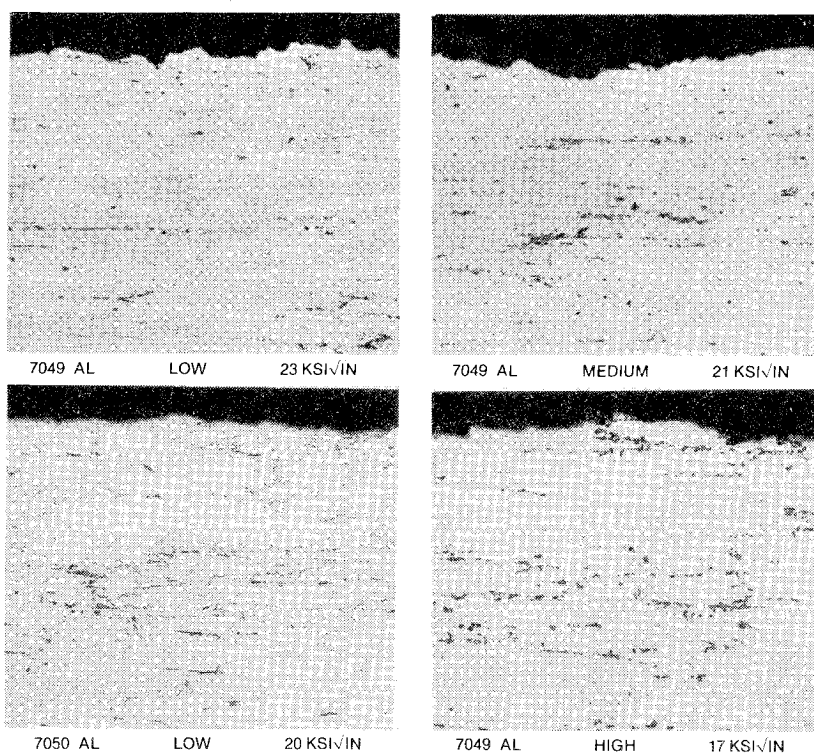 7049 AL LOW 23 KSI√IN
7049 AL MEDIUM 21 KSI√IN
7050 AL LOW 20 KSI√IN
7049 AL HIGH 17 KSI√IN